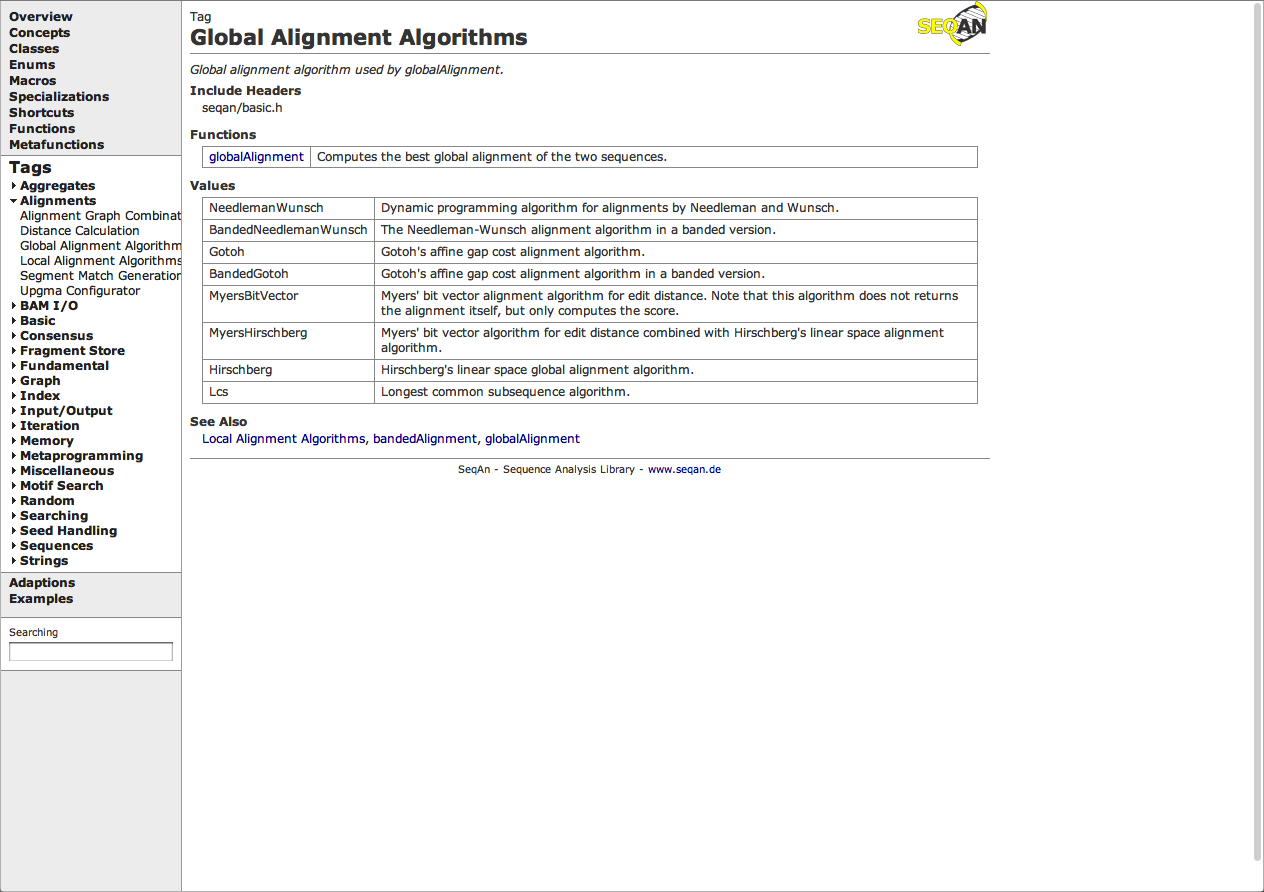 Overview
Concepts
Classes
Enums
Macros
Specializations
Shortcuts
Functions
Metafunctions
Tags
Aggregates
Alignments
Alignment Graph Combinat
Distance Calculation
Global Alignment Algorithm
Local Alignment Algorithms
Segment Match Generation
Upgma Configurator
BAM I/O
Basic
Consensus
Fragment Store
Fundamental
Graph
Index
Input/Output
Iteration
Memory
Metaprogramming
Miscellaneous
Motif Search
Random
Searching
Seed Handling
Sequences
Strings
Adaptions
Examples
Searching
Tag
SEQAN
Global Alignment Algorithms
Global alignment algorithm used by globalAlignment.
Include Headers
seqan/basic.h
Functions
globalAlignment Computes the best global alignment of the two sequences.
Values
NeedlemanWunsch Dynamic programming algorithm for alignments by Needleman and Wunsch.
BandedNeedlemanWunsch The Needleman-Wunsch alignment algorithm in a banded version.
Gotoh Gotoh's affine gap cost alignment algorithm.
BandedGotoh Gotoh's affine gap cost alignment algorithm in a banded version.
MyersBitVector Myers' bit vector alignment algorithm for edit distance. Note that this algorithm does not returns
the alignment itself, but only computes the score.
MyersHirschberg Myers' bit vector algorithm for edit distance combined with Hirschberg's linear space alignment
algorithm.
Hirschberg Hirschberg's linear space global alignment algorithm.
Lcs Longest common subsequence algorithm.
See Also
Local Alignment Algorithms, bandedAlignment, globalAlignment
SeqAn - Sequence Analysis Library - www.seqan.de